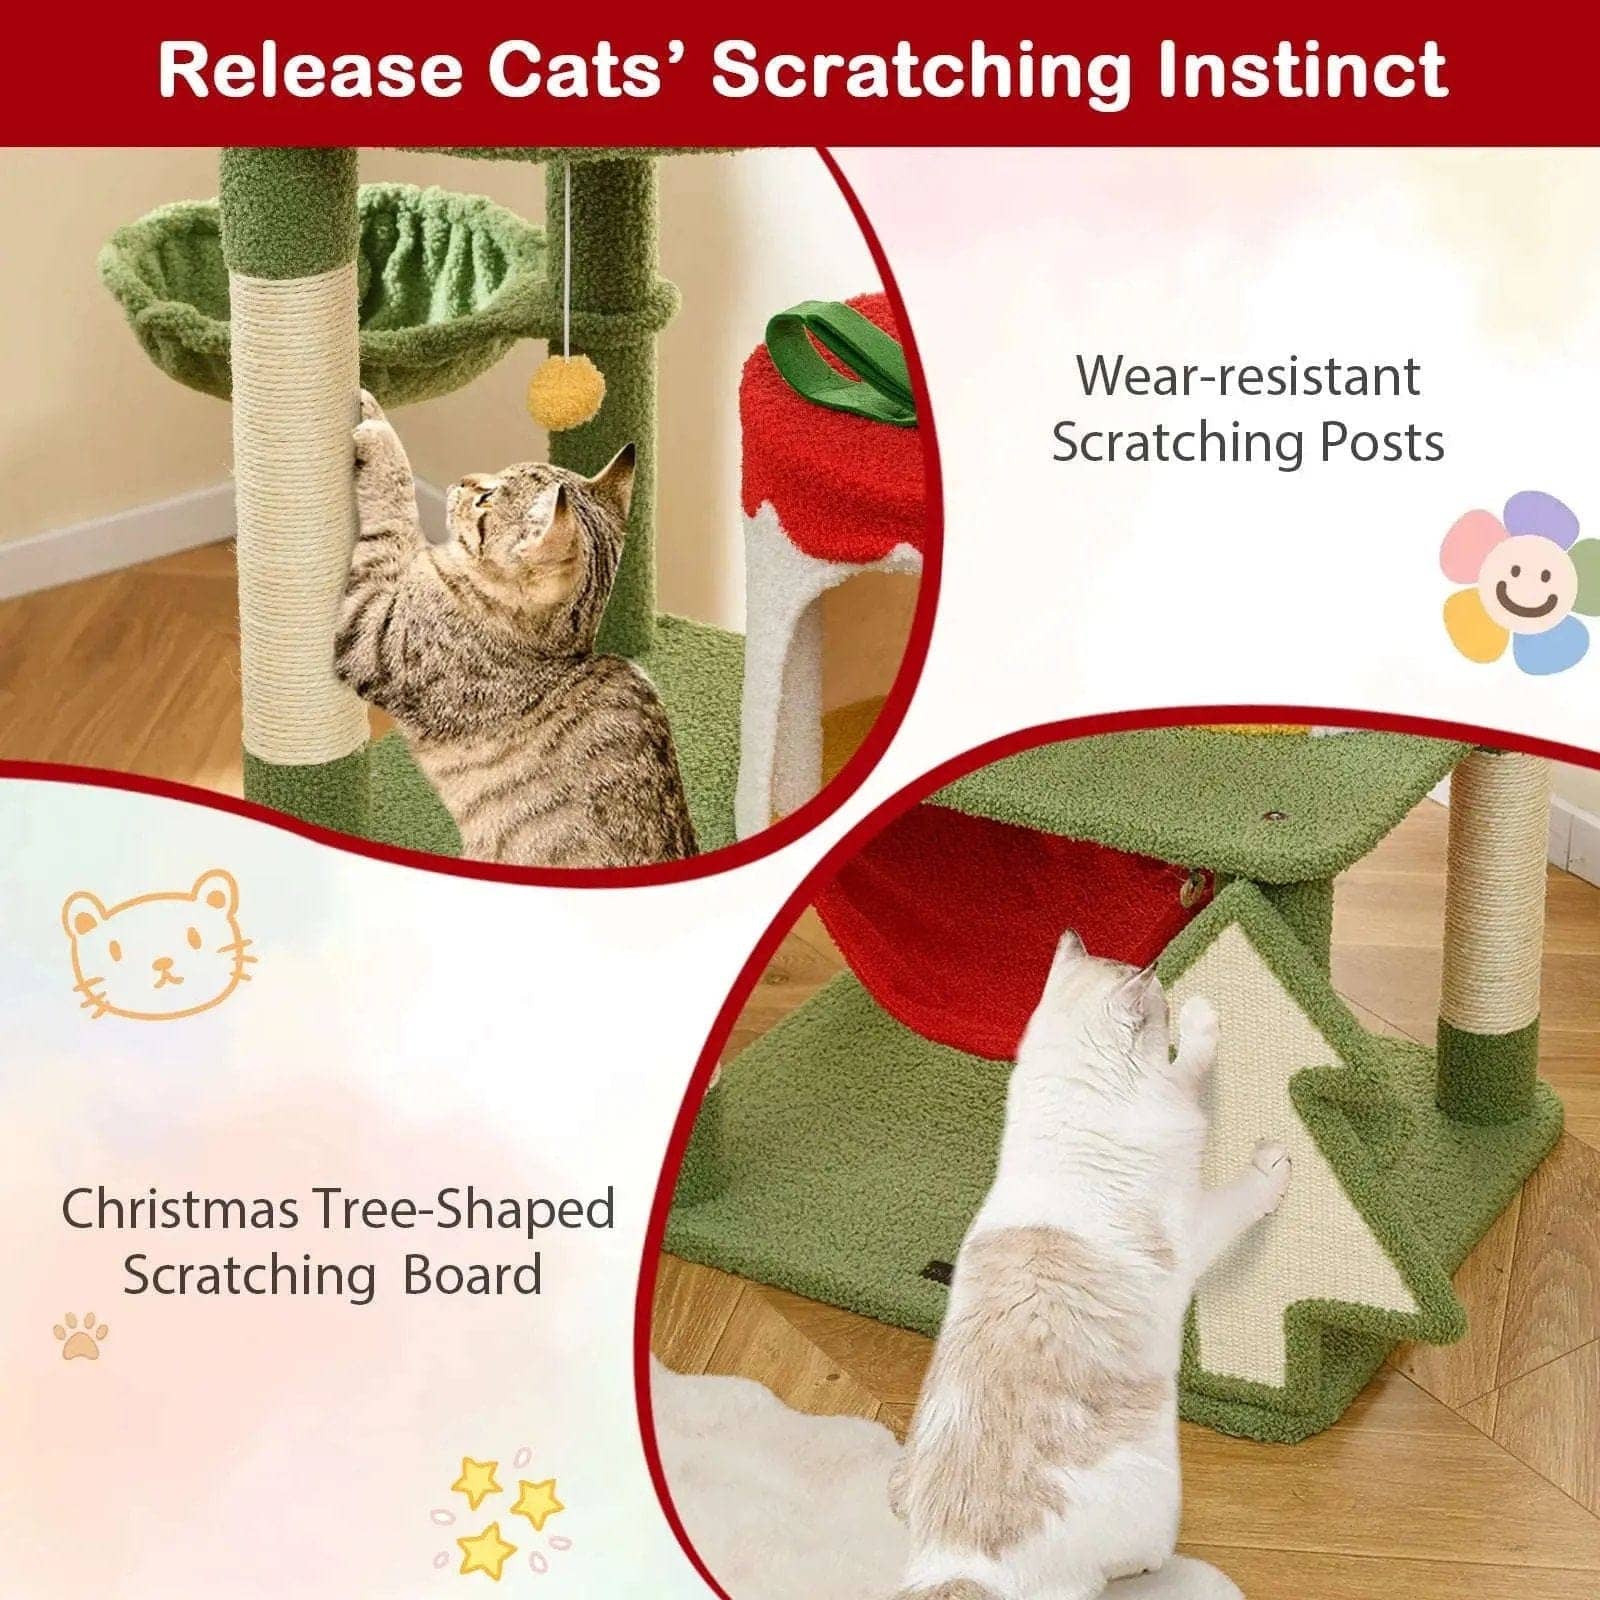 Release Cats’ Scratching Instinct
Wear-resistant
Scratching Posts
Christmas Tree-Shaped
Scratching Board